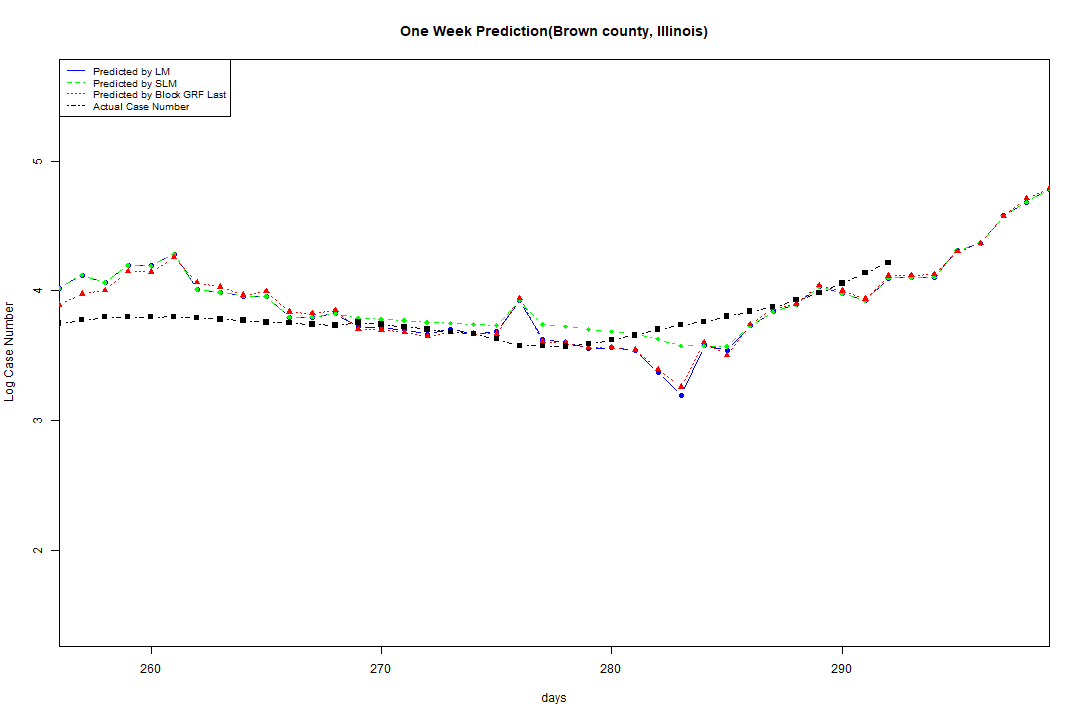 One Week Prediction(Brown county, Illinois)
Predicted by LM
Predicted by SLM
Predicted by Block GRF Last
Actual Case Number
5
4
3
2
Log Case Number
260 270 280 290
days